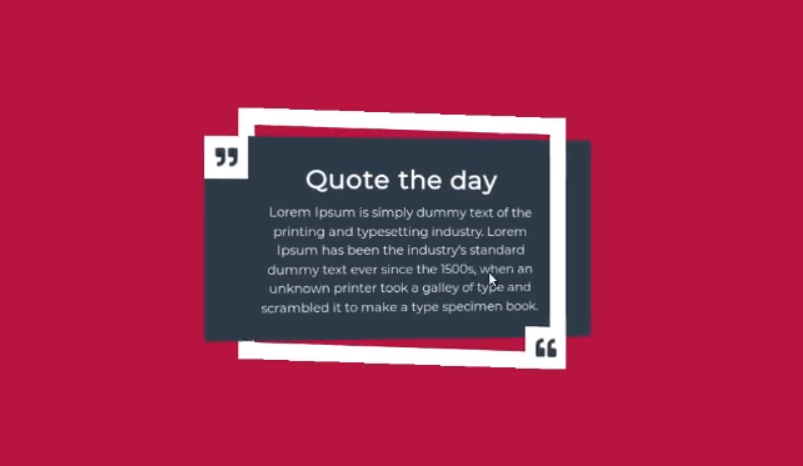 ”
Quote the day
Lorem Ipsum is simply dummy text of the
printing and typesetting industry. Lorem
Ipsum has been the industry's standard
dummy text ever since the 1500s, when an
unknown printer took a galley of type and
scrambled it to make a type specimen book.
“